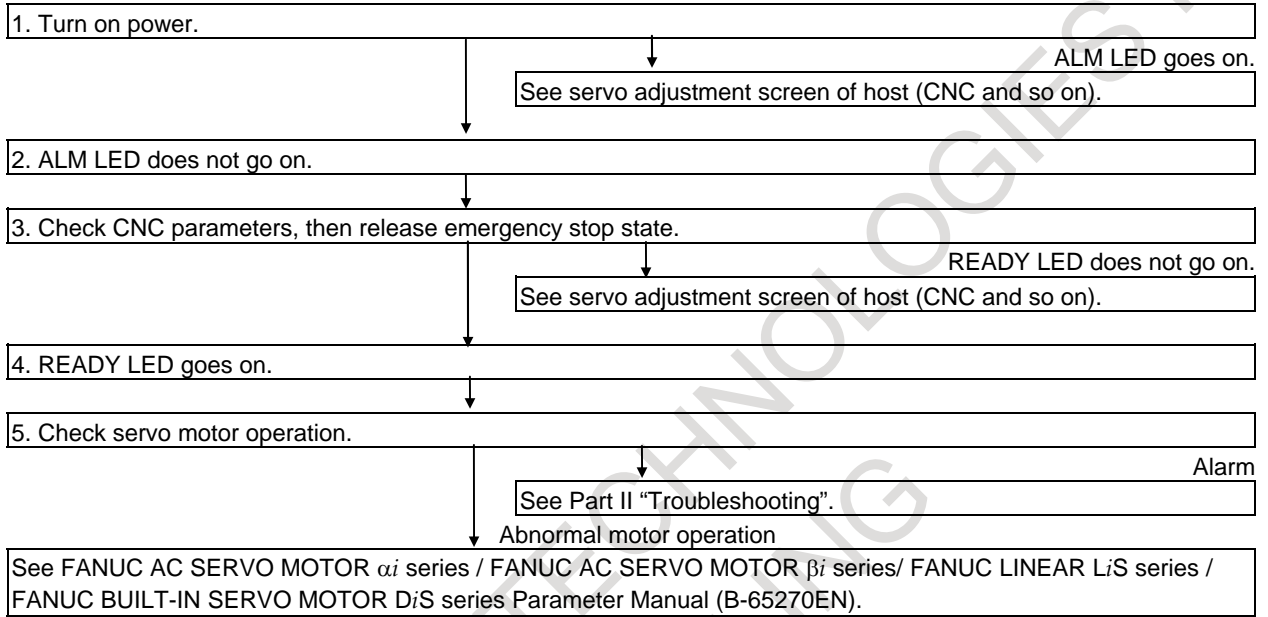 1. Turn on power.
ALM LED goes on.
See servo adjustment screen of host (CNC and so on).
2. ALM LED does not go on.
3. Check CNC parameters, then release emergency stop state.
READY LED does not go on.
See servo adjustment screen of host (CNC and so on).
4. READY LED goes on.
5. Check servo motor operation.
Alarm
See Part II “Troubleshooting”.
Abnormal motor operation
See FANUC AC SERVO MOTOR αi series / FANUC AC SERVO MOTOR βi series/ FANUC LINEAR LiS series /
FANUC BUILT-IN SERVO MOTOR DiS series Parameter Manual (B-65270EN).
TECHNOLOGIES